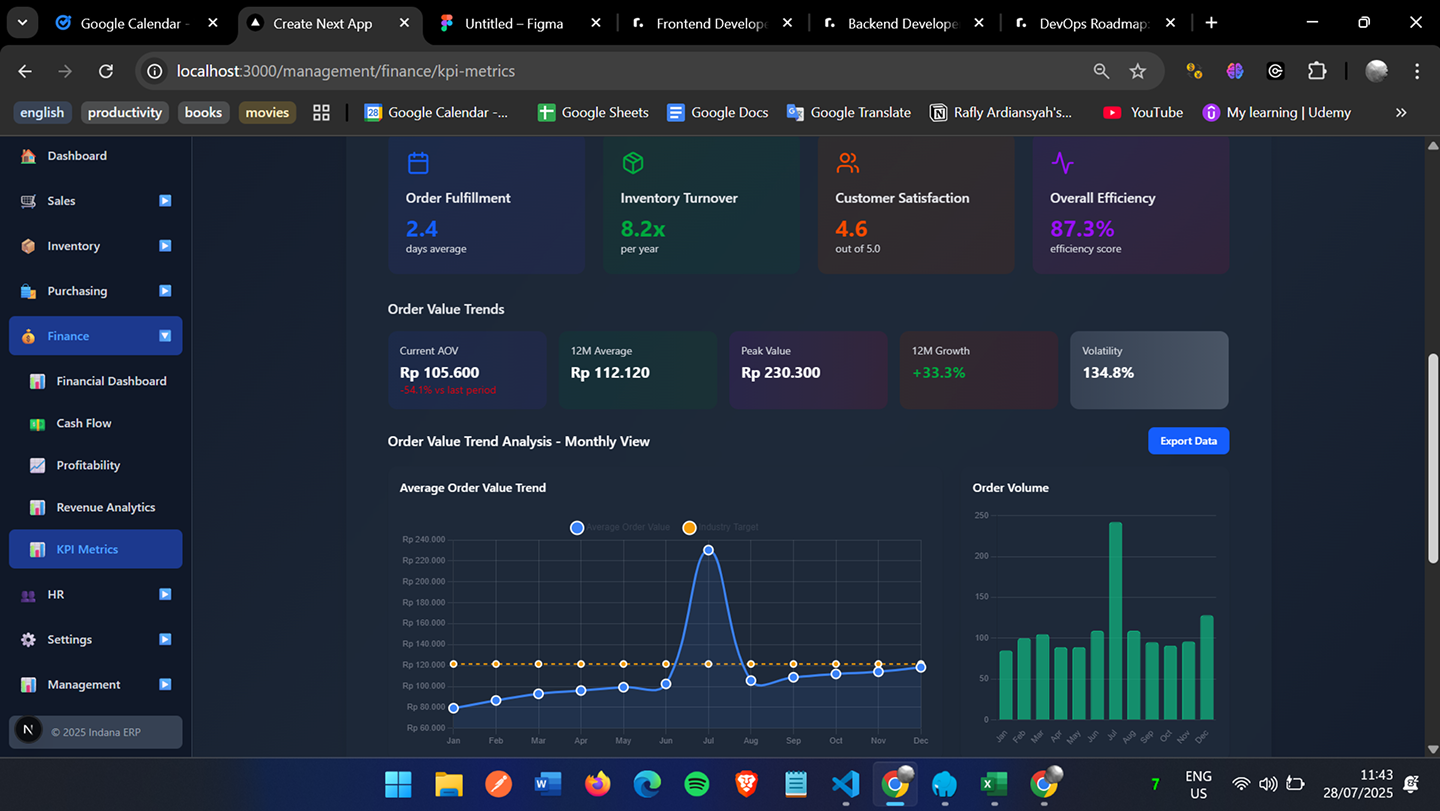 Google Calendar -
Create Next App
Untitled – Figma
Frontend Develop
Backend Develope
DevOps Roadmap:
localhost:3000/management/finance/kpi-metrics
english
productivity
books
movies
28
Google Calendar -...
Google Sheets
Google Docs
Google Translate
Rafly Ardiansyah's...
YouTube
My learning | Udemy
Dashboard
Sales
Inventory
Purchasing
Finance
Financial Dashboard
Cash Flow
Profitability
Revenue Analytics
KPI Metrics
HR
Settings
Management
N
© 2025 Indana ERP
Order Fulfillment
2.4
days average
Inventory Turnover
8.2x
per year
Customer Satisfaction
4.6
out of 5.0
Overall Efficiency
87.3%
efficiency score
Order Value Trends
Current AOV
Rp 105.600
-54.1% vs last period
12M Average
Rp 112.120
Peak Value
Rp 230.300
12M Growth
+33.3%
Volatility
134.8%
Order Value Trend Analysis - Monthly View
Export Data
Average Order Value Trend
Average Order Value
Industry Target
Rp 240.000
Rp 220.000
Rp 200.000
Rp 180.000
Rp 160.000
Rp 140.000
Rp 120.000
Rp 100.000
Rp 80.000
Rp 60.000
Jan Feb Mar Apr May Jun Jul Aug Sep Oct Nov Dec
Order Volume
250
200
150
100
50
0
Jan Feb Mar Apr May Jun Jul Aug Sep Oct Nov Dec
7
ENG
US
11:43
28/07/2025